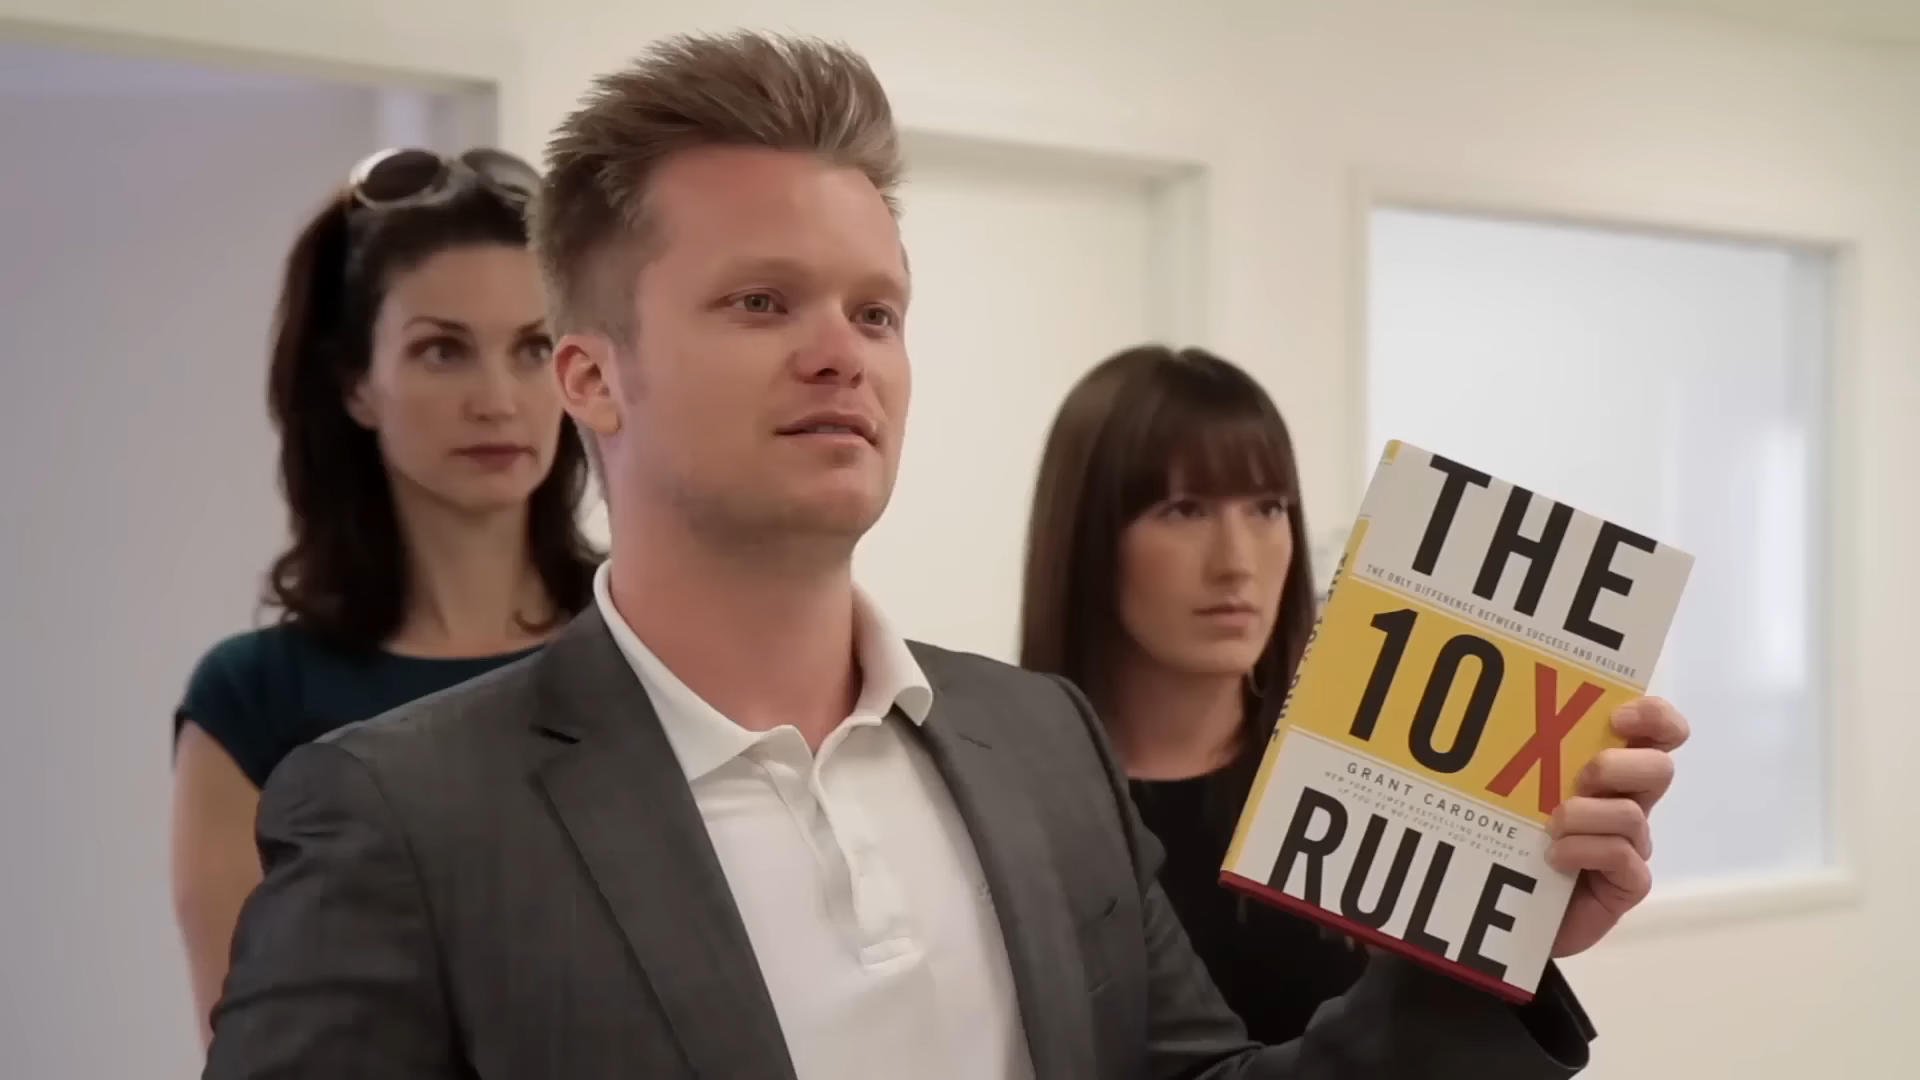 THE
THE ONLY DIFFERENCE BETWEEN SUCCESS AND FAILURE
10X
GRANT CARDONE
NEW YORK TIMES BESTSELLING AUTHOR OF
IF YOU'RE NOT FIRST, YOU'RE LAST
RULE